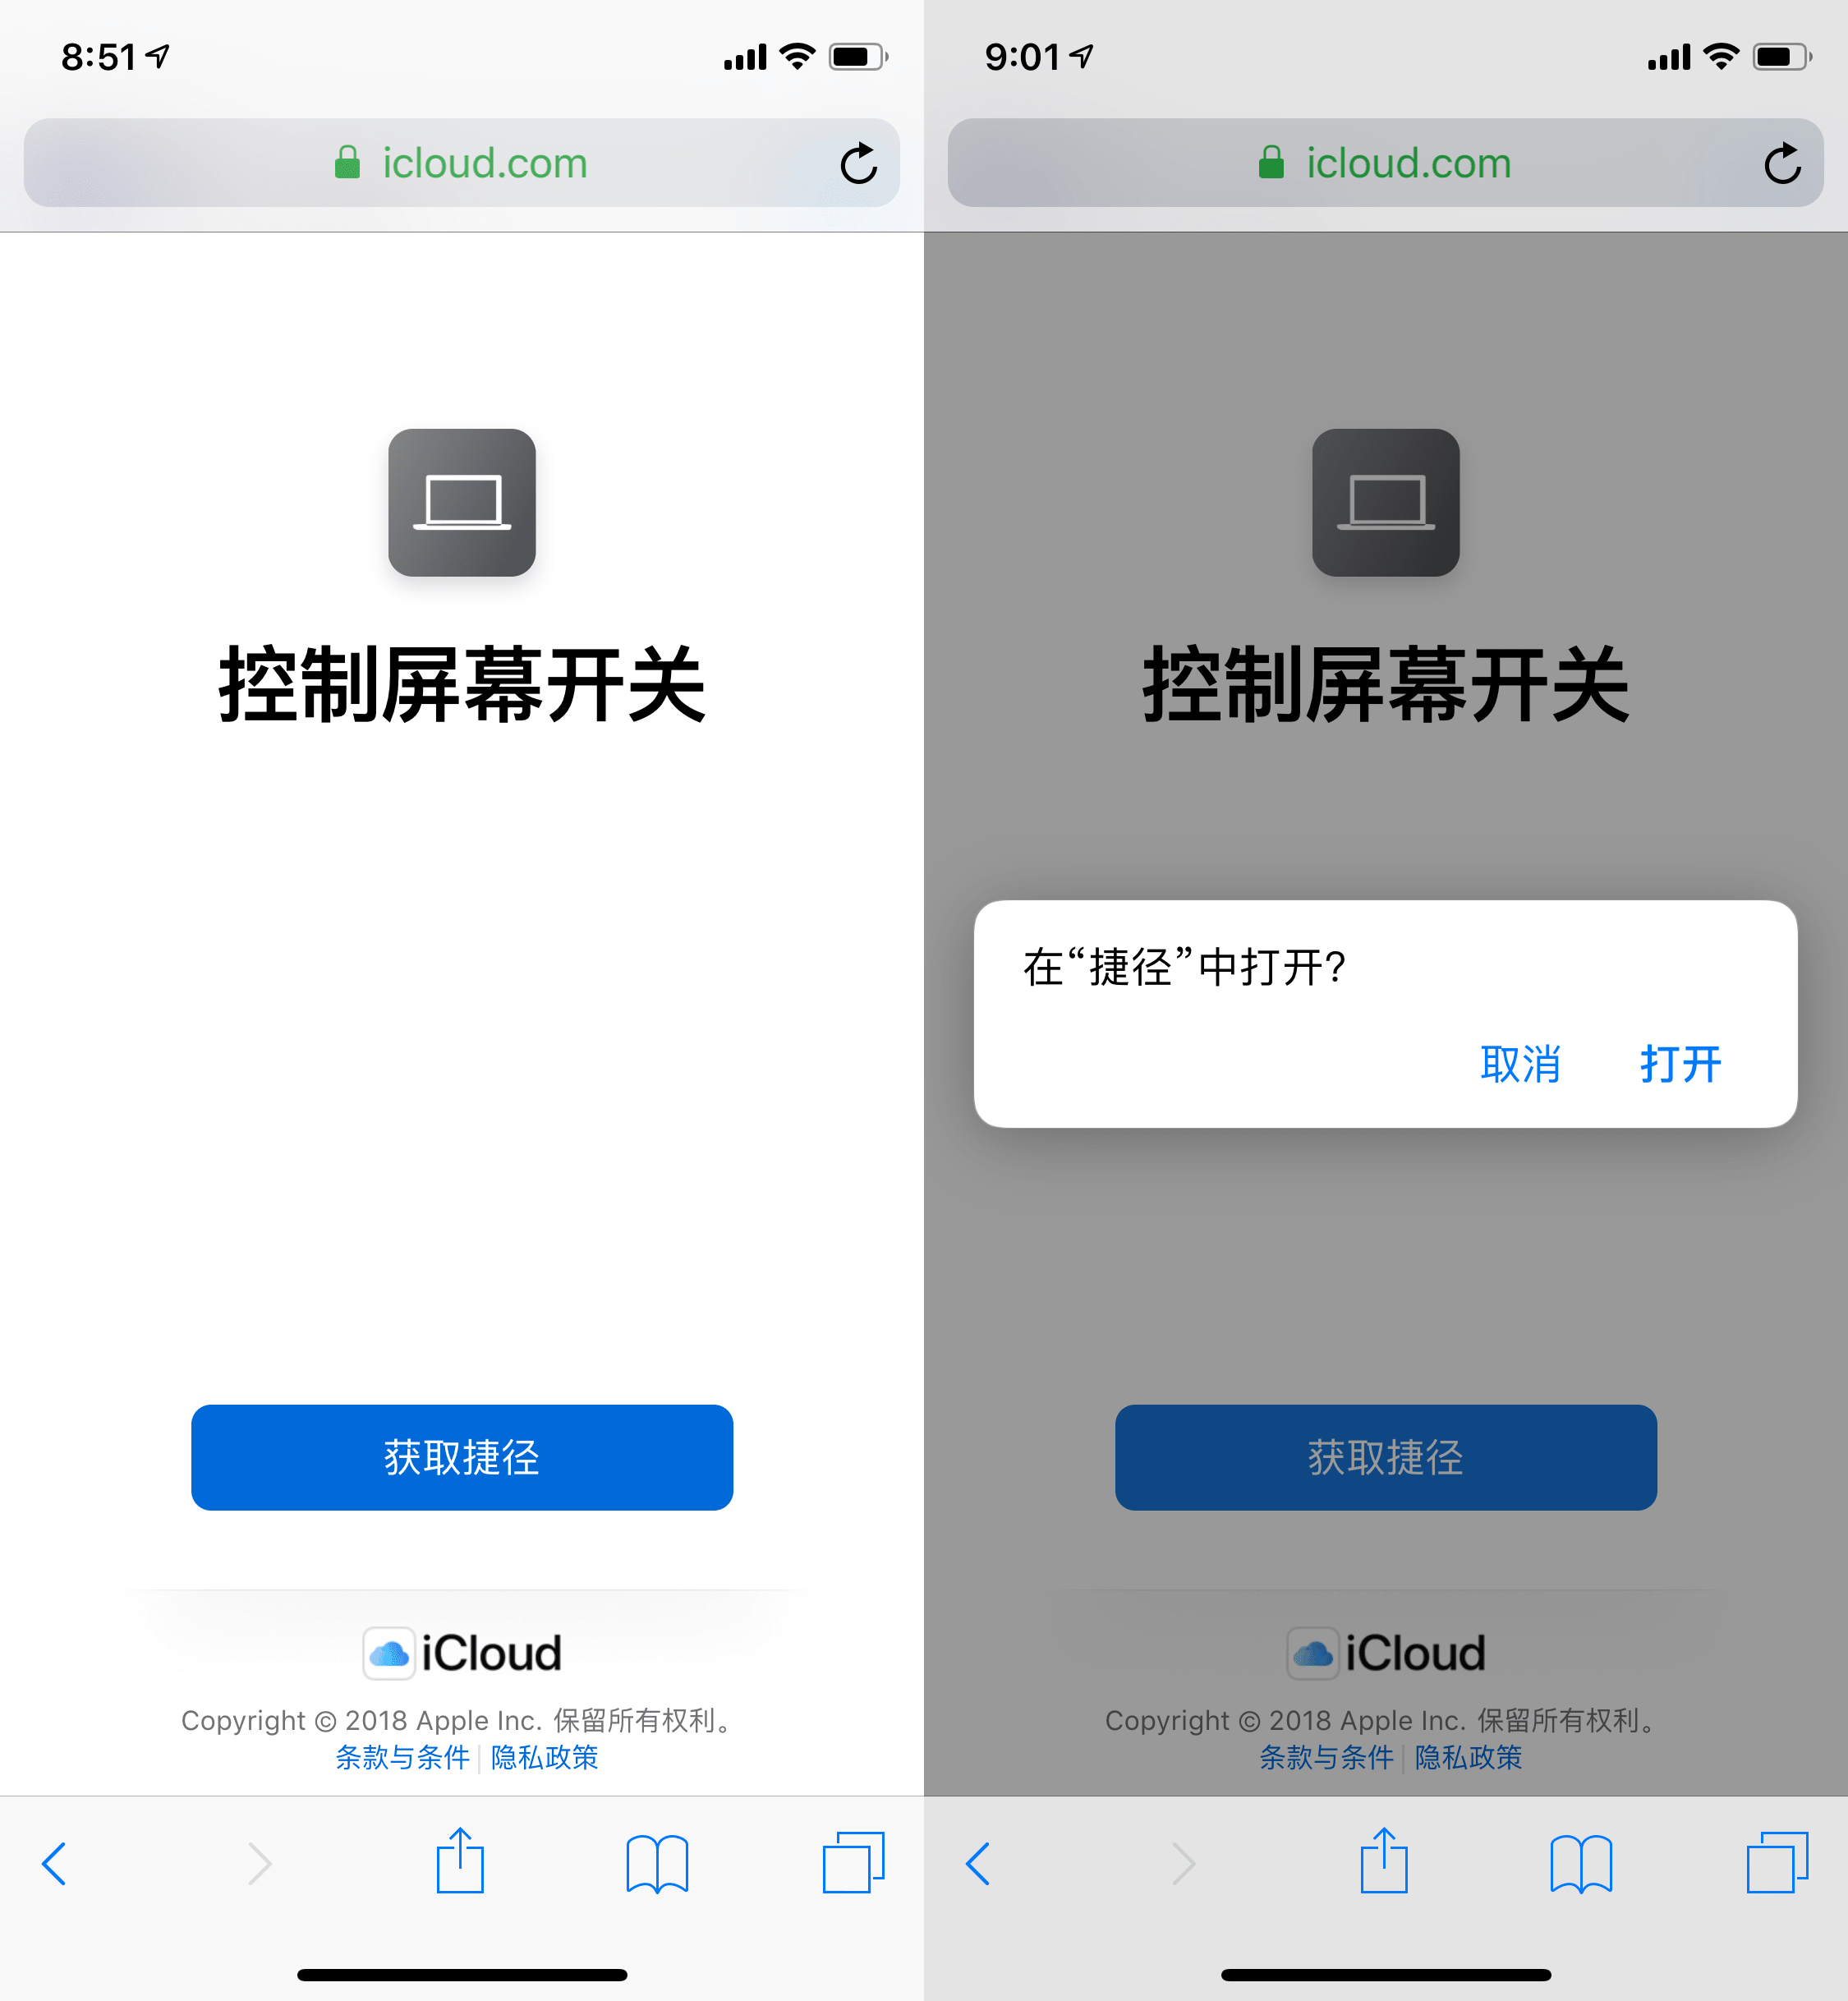 8:51
icloud.com
控制屏幕开关
获取捷径
iCloud
Copyright © 2018 Apple Inc. 保留所有权利。
条款与条件 | 隐私政策
9:01
icloud.com
控制屏幕开关
在“捷径”中打开?
取消 打开
获取捷径
iCloud
Copyright © 2018 Apple Inc. 保留所有权利。
条款与条件 | 隐私政策